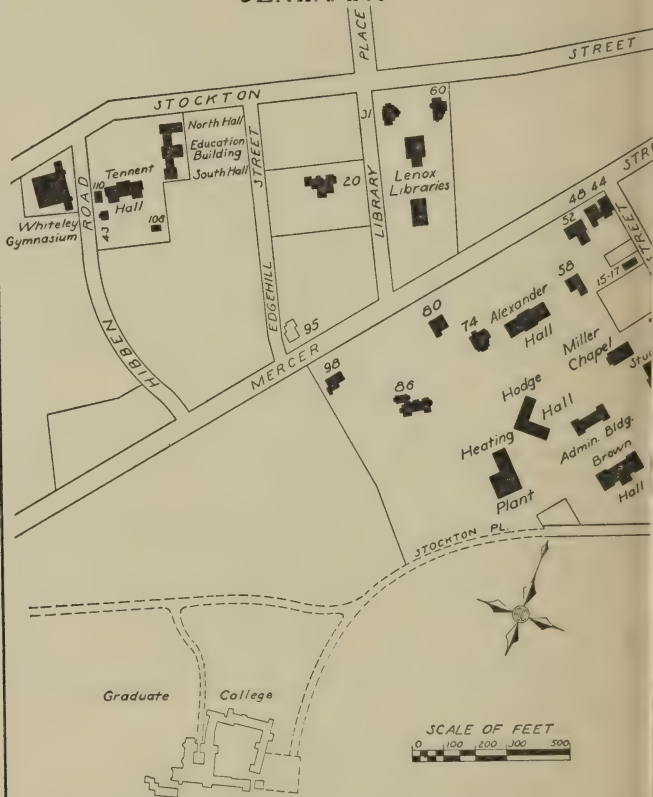 PLACE
STREET
STOCKTON
31
60
North Hall
Education
Building
South Hall
STREET
Lenox
Libraries
LIBRARY
20
ROAD
110
Tennent
Hall
43
108
Whiteley
Gymnasium
48 44
52
STREET
58
15-17
EDGEHILL
95
80
74
Alexander
Hall
Miller
Chapel
HIBBEN
MERCER
98
86
Hodge
Hall
Admin. Bldg.
Heating
Plant
Brown
Hall
STOCKTON PL.
Graduate College
SCALE OF FEET
0 100 200 300 500